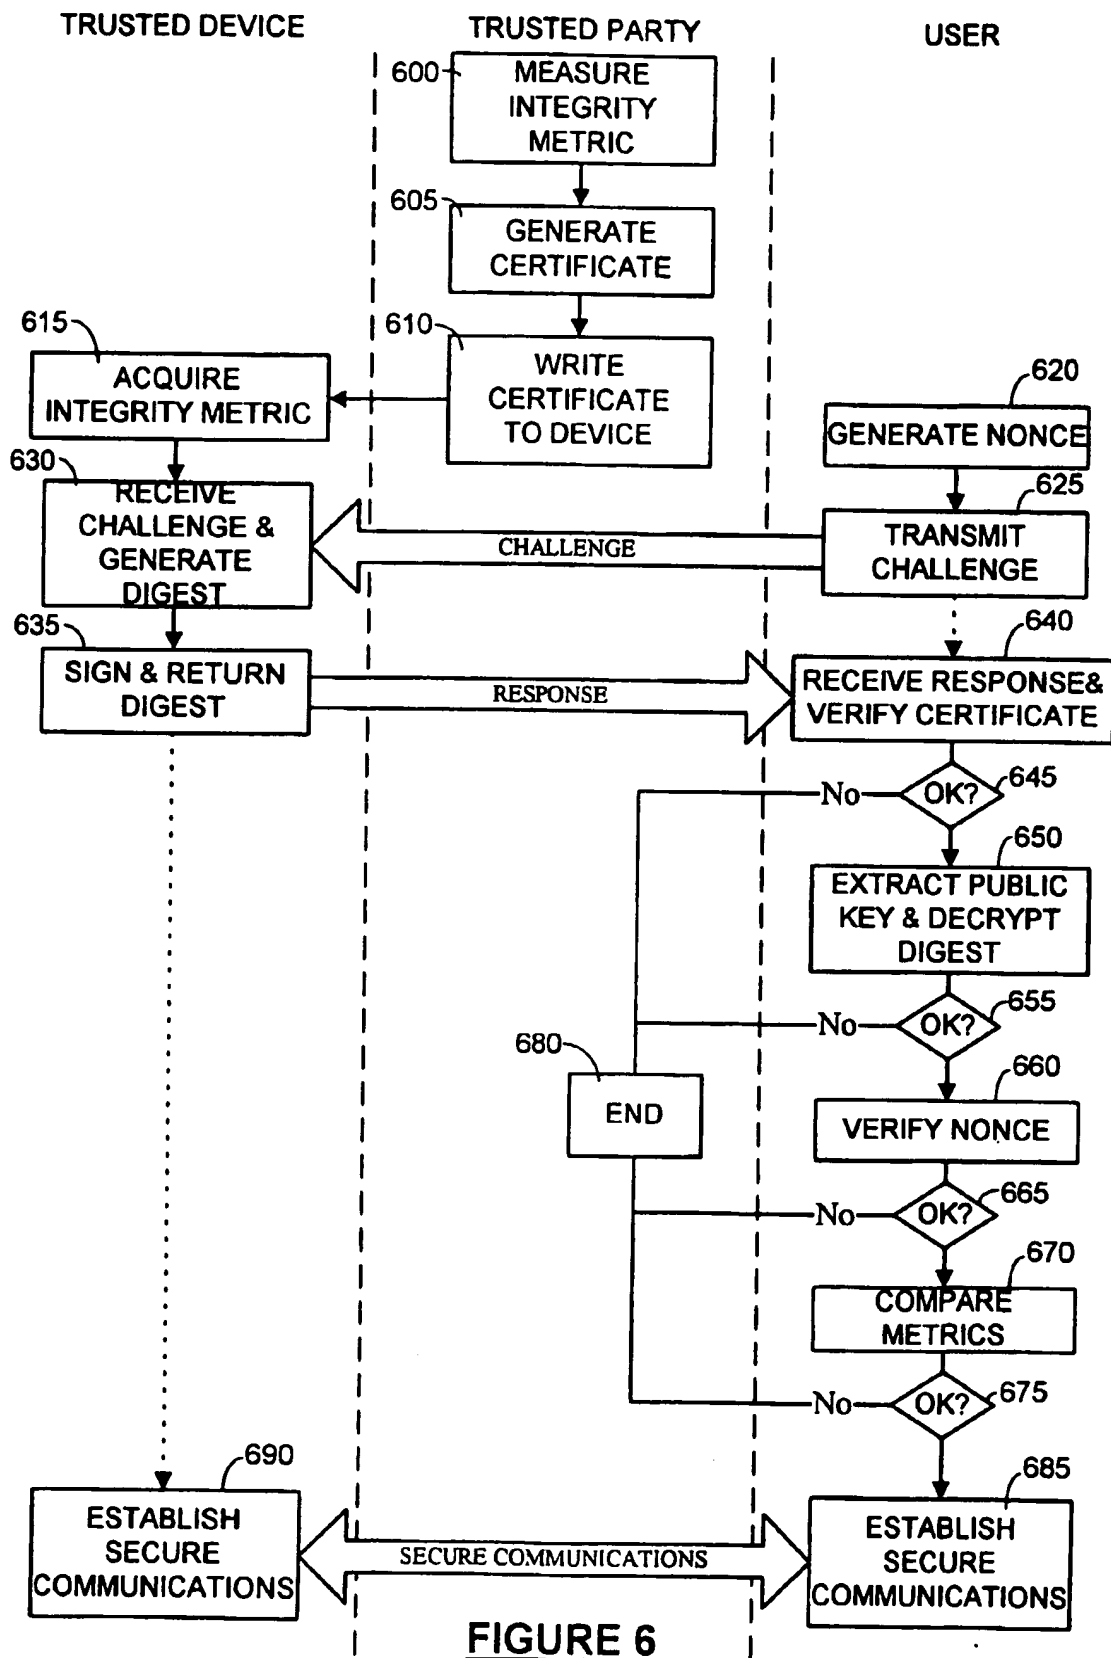 TRUSTED DEVICE
TRUSTED PARTY
USER
600
MEASURE
INTEGRITY
METRIC
605
GENERATE
CERTIFICATE
610
WRITE
CERTIFICATE
TO DEVICE
615
ACQUIRE
INTEGRITY METRIC
620
GENERATE NONCE
625
TRANSMIT
CHALLENGE
CHALLENGE
630
RECEIVE
CHALLENGE &
GENERATE
DIGEST
635
SIGN & RETURN
DIGEST
RESPONSE
640
RECEIVE RESPONSE&
VERIFY CERTIFICATE
645
OK?
No
650
EXTRACT PUBLIC
KEY & DECRYPT
DIGEST
655
OK?
No
680
END
660
VERIFY NONCE
665
OK?
No
670
COMPARE
METRICS
675
OK?
No
690
ESTABLISH
SECURE
COMMUNICATIONS
SECURE COMMUNICATIONS
685
ESTABLISH
SECURE
COMMUNICATIONS
FIGURE 6